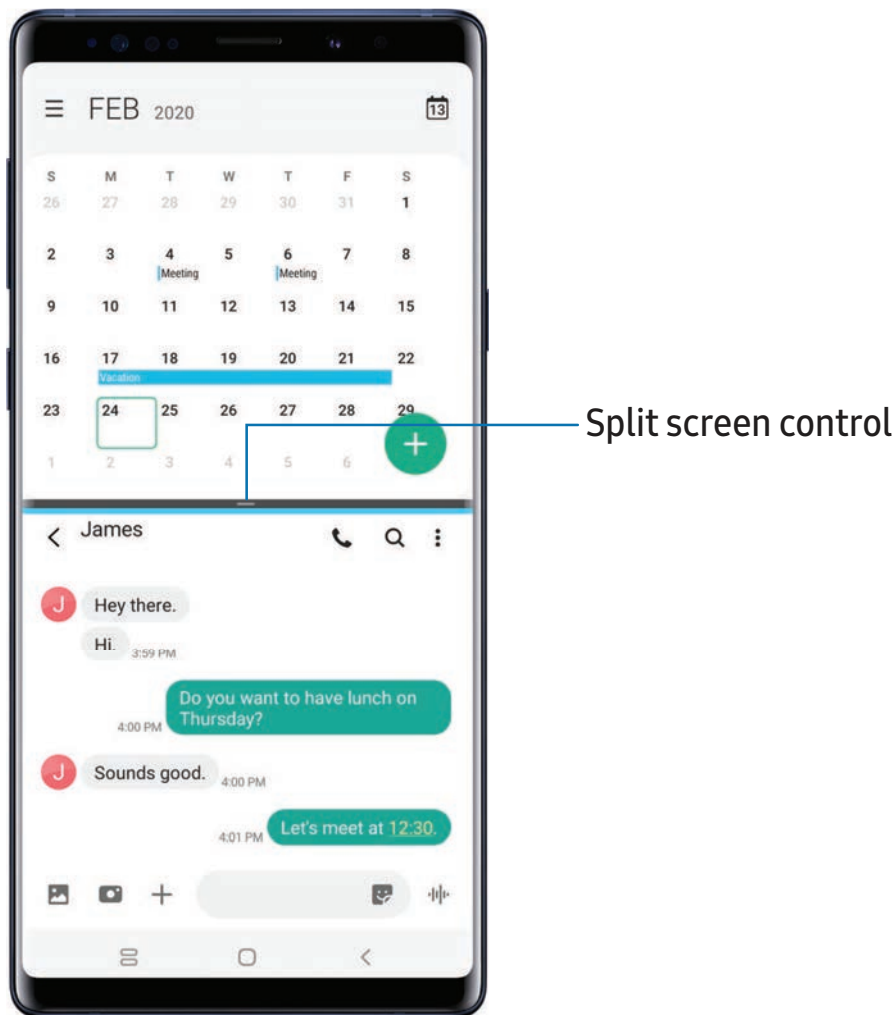 FEB 2020
13
S M T W T F S
26 27 28 29 30 31 1
2 3 4 5 6 7 8
Meeting Meeting
9 10 11 12 13 14 15
16 17 18 19 20 21 22
Vacation
23 24 25 26 27 28 29
+
1 2 3 4 5 6
Split screen control
James
J Hey there.
Hi. 3:59 PM
Do you want to have lunch on
Thursday?
4:00 PM
J Sounds good. 4:00 PM
4:01 PM Let's meet at 12:30.